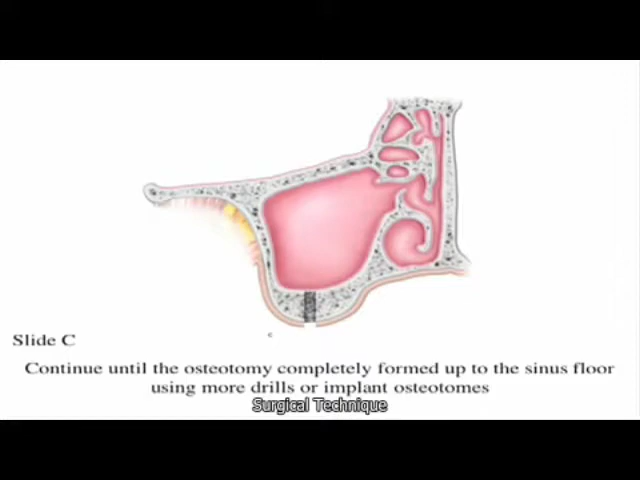 c
Slide C
Continue until the osteotomy completely formed up to the sinus floor
using more drills or implant osteotomes
Surgical Technique